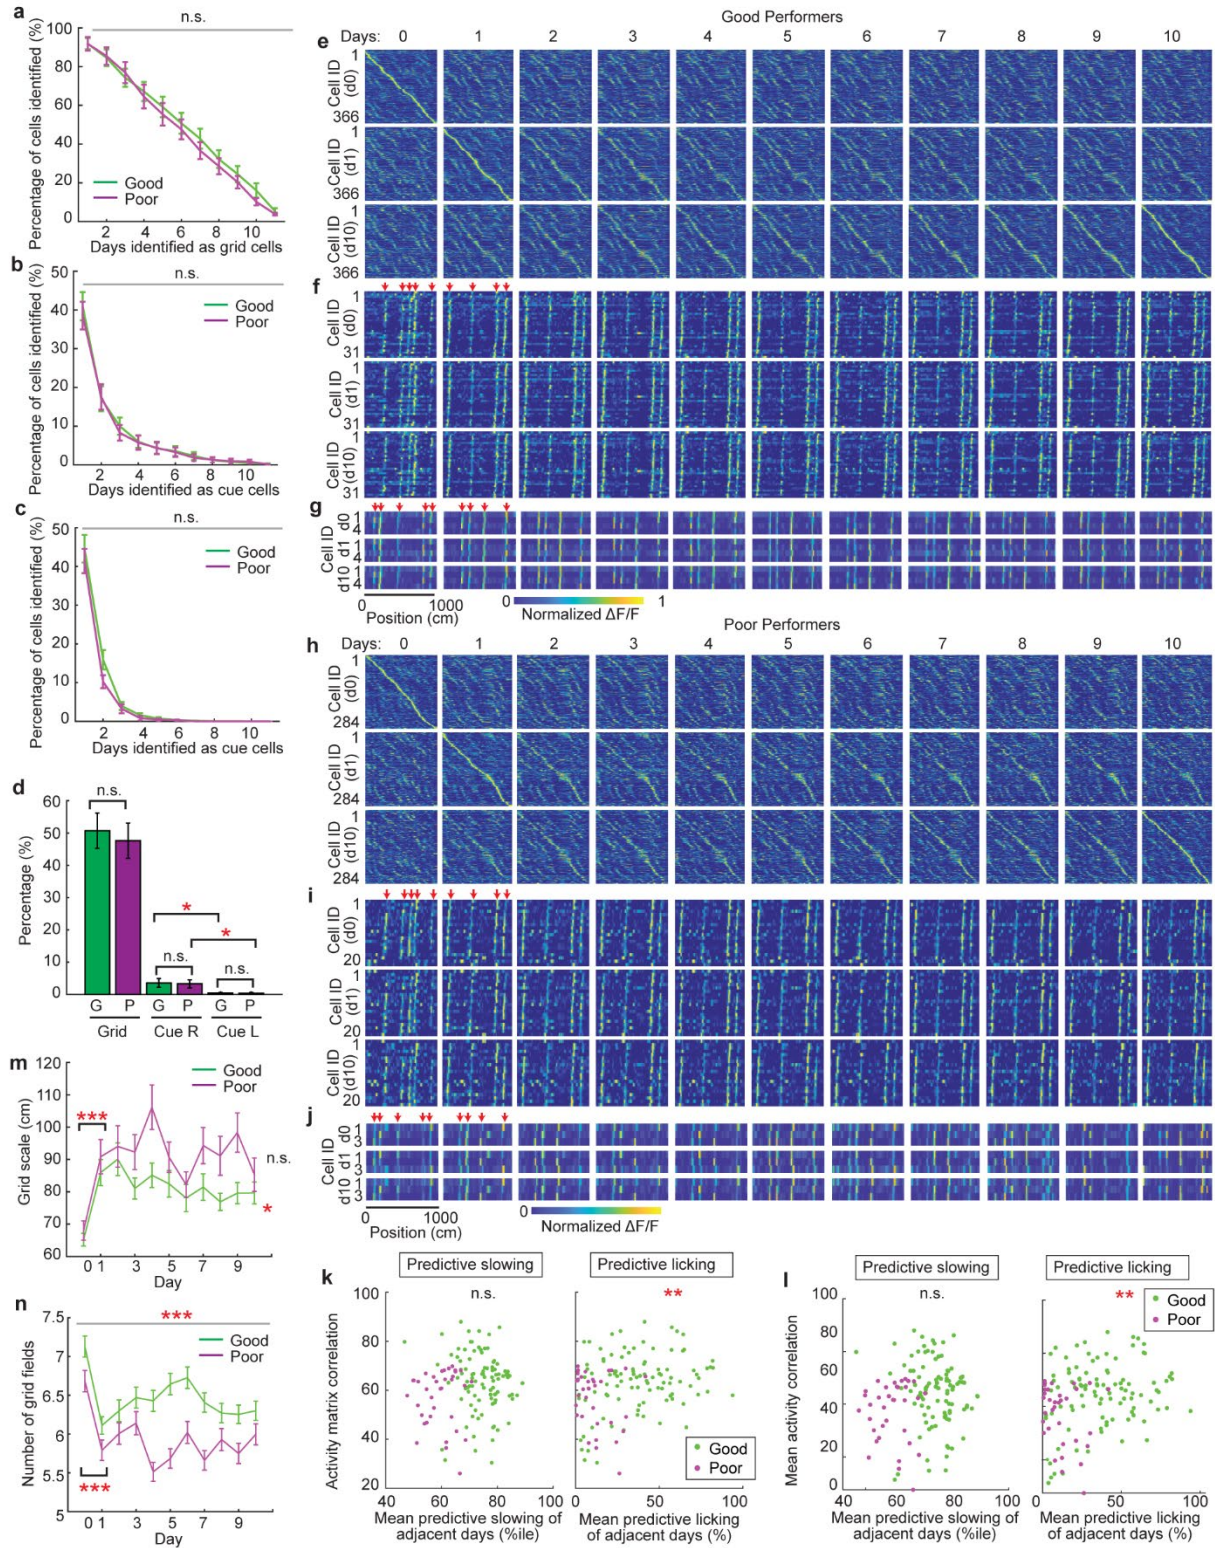 a
n.s.
Percentage of cells identified (%)
100
80
60
40
20
0
Good
Poor
2 4 6 8 10
Days identified as grid cells
b
n.s.
Percentage of cells identified (%)
50
40
30
20
10
0
Good
Poor
2 4 6 8 10
Days identified as cue cells
c
n.s.
Percentage of cells identified (%)
50
40
30
20
10
0
Good
Poor
2 4 6 8 10
Days identified as cue cells
d
n.s.
Percentage (%)
60
50
40
30
20
10
0
*
*
n.s.
n.s.
G P G P G P
Grid Cue R Cue L
Good Performers
Days: 0 1 2 3 4 5 6 7 8 9 10
e
Cell ID (d0)
1
366
Cell ID (d1)
1
366
Cell ID (d10)
1
366
f
Cell ID (d0)
1
31
Cell ID (d1)
1
31
Cell ID (d10)
1
31
g
Cell ID
d0 1
4
d1 1
4
d10 1
4
0 1000
Position (cm)
0 1
Normalized ΔF/F
Poor Performers
h
Days: 0 1 2 3 4 5 6 7 8 9 10
Cell ID (d0)
1
284
Cell ID (d1)
1
284
Cell ID (d10)
1
284
i
Cell ID (d0)
1
20
Cell ID (d1)
1
20
Cell ID (d10)
1
20
j
Cell ID
d0 1
3
d1 1
3
d10 1
3
0 1000
Position (cm)
0 1
Normalized ΔF/F
m
Good
Poor
Grid scale (cm)
120
110
100
90
80
70
60
***
n.s.
*
0 1 3 5 7 9
Day
n
***
Good
Poor
Number of grid fields
7.5
7
6.5
6
5.5
5
***
0 1 3 5 7 9
Day
k
Predictive slowing
n.s.
Predictive licking
**
Activity matrix correlation
100
80
60
40
20
Good
Poor
40 60 80 100
Mean predictive slowing of
adjacent days (%ile)
0 50 100
Mean predictive licking
of adjacent days (%)
l
Predictive slowing
n.s.
Predictive licking
**
Good
Poor
Mean activity correlation
100
80
60
40
20
0
40 60 80 100
Mean predictive slowing of
adjacent days (%ile)
0 50 100
Mean predictive licking
of adjacent days (%)